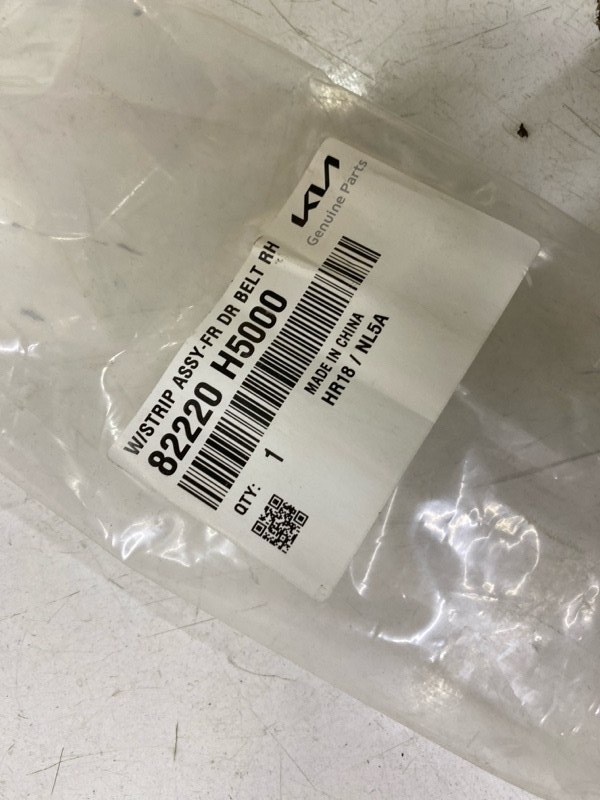 KIA
Genuine Parts
W/STRIP ASSY-FR DR BELT RH
82220 H5000
MADE IN CHINA
HR18 / NL5A
QTY: 1